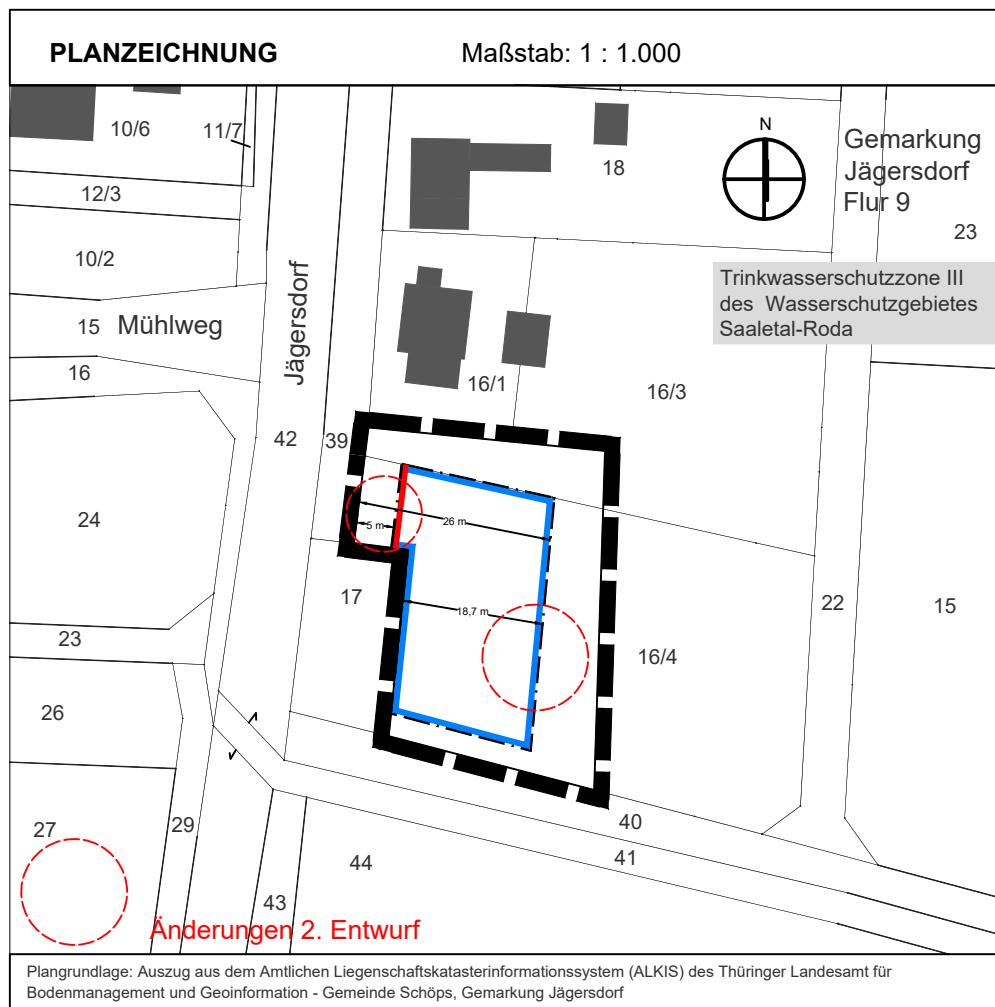 PLANZEICHNUNG Maßstab: 1 : 1.000
10/6
11/7
18
N
Gemarkung
Jägersdorf
Flur 9
12/3
23
10/2
Trinkwasserschutzzone III
des Wasserschutzgebietes
Saaletal-Roda
15
Mühlweg
Jägersdorf
16
16/1
16/3
42
39
24
5 m
26 m
17
18,7 m
22
15
23
16/4
26
27
29
40
41
44
43
Änderungen 2. Entwurf
Plangrundlage: Auszug aus dem Amtlichen Liegenschaftskatasterinformationssystem (ALKIS) des Thüringer Landesamt für
Bodenmanagement und Geoinformation - Gemeinde Schöps, Gemarkung Jägersdorf